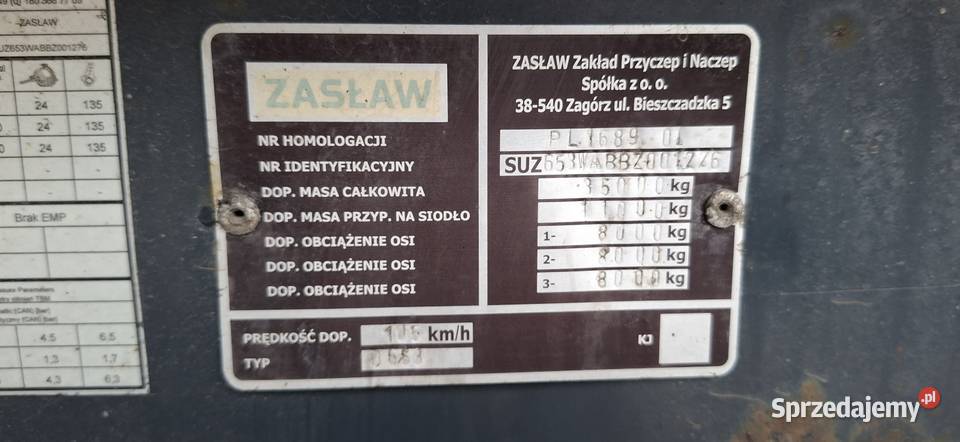 ZASŁAW
24 135
24 135
24 135
Brak EMP
4.5 6.5
1,3 1,7
4,3 6,3
ZASŁAW
NR HOMOLOGACJI
NR IDENTYFIKACYJNY
DOP. MASA CAŁKOWITA
DOP. MASA PRZYP. NA SIODŁO
DOP. OBCIĄŻENIE OSI
DOP. OBCIĄŻENIE OSI
DOP. OBCIĄŻENIE OSI
ZASŁAW Zakład Przyczep i Naczep
Spółka z o. o.
38-540 Zagórz ul. Bieszczadzka 5
SUZ
kg
11000 kg
1- 8000 kg
2- 8000 kg
3- 8000 kg
PRĘDKOŚĆ DOP. km/h
TYP
KJ
Sprzedajemy.pl